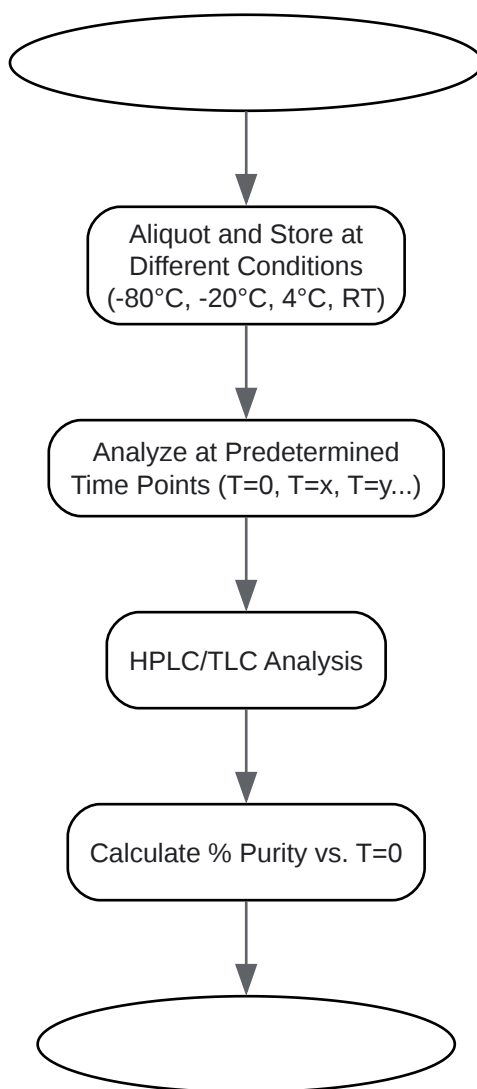 Aliquot and Store at
Different Conditions
(-80°C, -20°C, 4°C, RT)
Analyze at Predetermined
Time Points (T=0, T=x, T=y...)
HPLC/TLC Analysis
Calculate % Purity vs. T=0